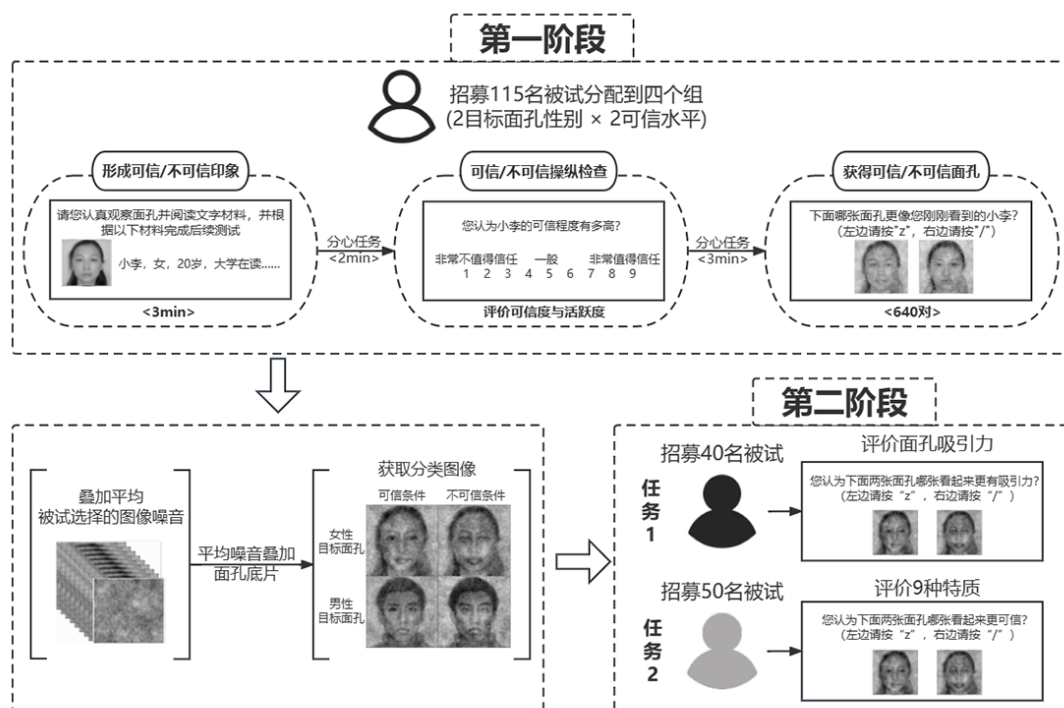 第一阶段
招募115名被试分配到四个组
(2目标面孔性别 × 2可信水平)
形成可信/不可信印象
请您认真观察面孔并阅读文字材料，并根
据以下材料完成后续测试
小李，女，20岁，大学在读......
<3min>
分心任务
<2min>
可信/不可信操纵检查
您认为小李的可信程度有多高?
非常不值得信任 一般 非常值得信任
1 2 3 4 5 6 7 8 9
评价可信度与活跃度
分心任务
<3min>
获得可信/不可信面孔
下面哪张面孔更像您刚刚看到的小李?
(左边请按"z"，右边请按"/")
<640对>
叠加平均
被试选择的图像噪音
平均噪音叠加
面孔底片
获取分类图像
可信条件 不可信条件
女性
目标面孔
男性
目标面孔
第二阶段
任务1
招募40名被试
评价面孔吸引力
您认为下面两张面孔哪张看起来更有吸引力?
(左边请按“z”，右边请按“/”)
任务2
招募50名被试
评价9种特质
您认为下面两张面孔哪张看起来更可信?
(左边请按“z”，右边请按“/”)